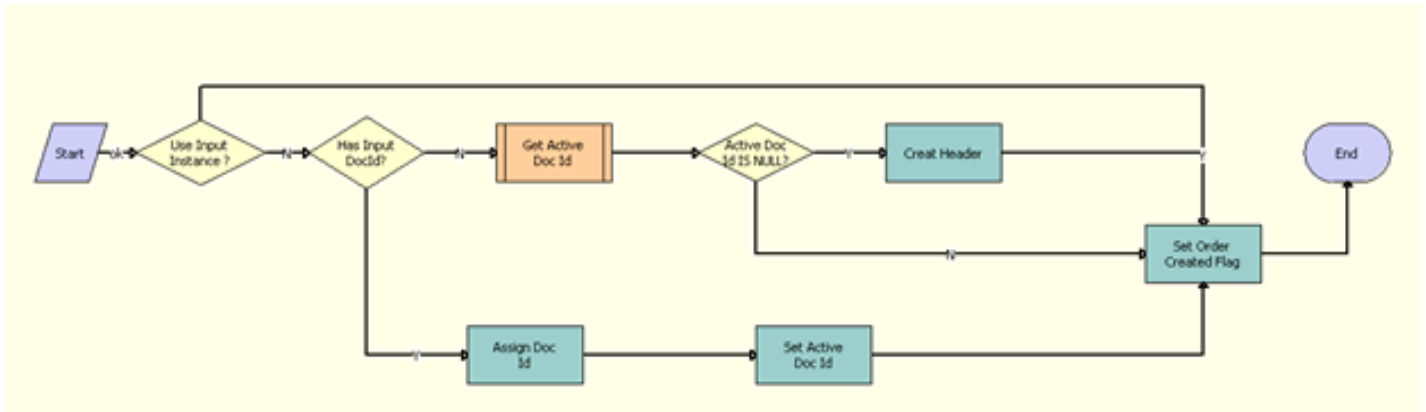 Start
ok
Use Input
Instance ?
N
Has Input
DocId?
N
Get Active
Doc Id
Active Doc
Id IS NULL?
Y
Creat Header
Y
End
N
Set Order
Created Flag
Y
Assign Doc
Id
Set Active
Doc Id